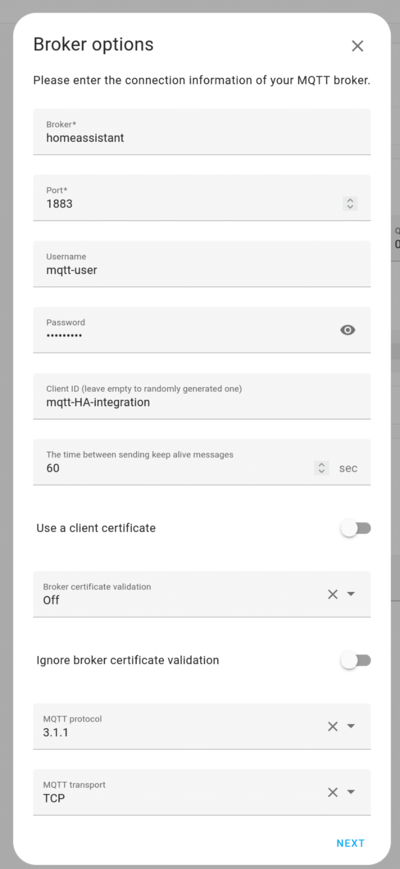 Broker options
Please enter the connection information of your MQTT broker.
Broker*
homeassistant
Port*
1883
Username
mqtt-user
Password
•••••••••
Client ID (leave empty to randomly generated one)
mqtt-HA-integration
The time between sending keep alive messages
60 sec
Use a client certificate
Broker certificate validation
Off
Ignore broker certificate validation
MQTT protocol
3.1.1
MQTT transport
TCP
NEXT